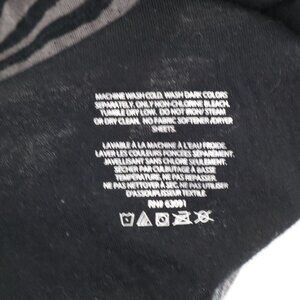 MACHINE WASH COLD. WASH DARK COLORS
SEPARATELY. ONLY NON-CHLORINE BLEACH.
TUMBLE DRY LOW. DO NOT IRON/STEAM
OR DRY CLEAN. NO FABRIC SOFTENER/DRYER
SHEETS.
LAVABLE À LA MACHINE À L'EAU FROIDE.
LAVER LES COULEURS FONCÉES SÉPARÉMENT.
JAVELLISANT SANS CHLORE SEULEMENT.
SÉCHER PAR CULBUTAGE À BASSE
TEMPÉRATURE. NE PAS REPASSER.
NE PAS NETTOYER À SEC. NE PAS UTILISER
D'ASSOUPLISSEUR TEXTILE.
RN# 63091